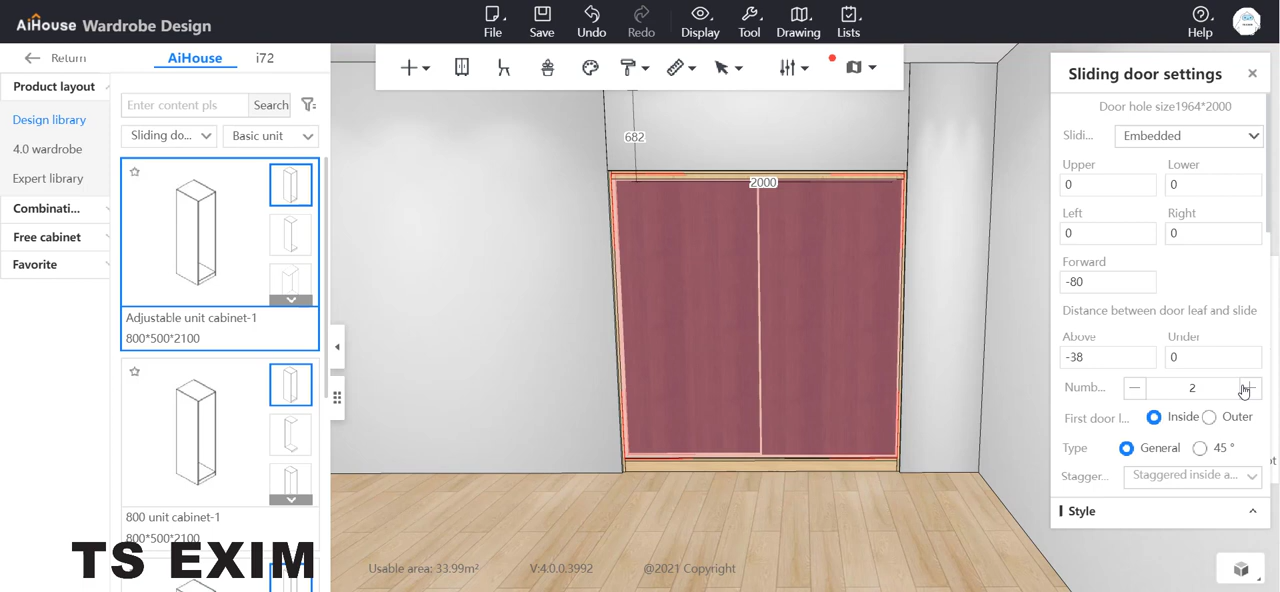 AiHouse Wardrobe Design
File
Save
Undo
Redo
Display
Tool
Drawing
Lists
Help
Return
AiHouse
i72
Product layout
Design library
4.0 wardrobe
Expert library
Combinati...
Free cabinet
Favorite
Enter content pls
Search
Sliding do...
Basic unit
Adjustable unit cabinet-1
800*500*2100
800 unit cabinet-1
800*500*2100
TS EXIM
682
2000
Usable area: 33.99m²
V:4.0.0.3992
@2021 Copyright
Sliding door settings
Door hole size1964*2000
Slidi...
Embedded
Upper
Lower
0
0
Left
Right
0
0
Forward
-80
Distance between door leaf and slide
Above
Under
-38
0
Numb...
2
First door l...
Inside
Outer
Type
General
45 °
Stagger...
Staggered inside a...
Style